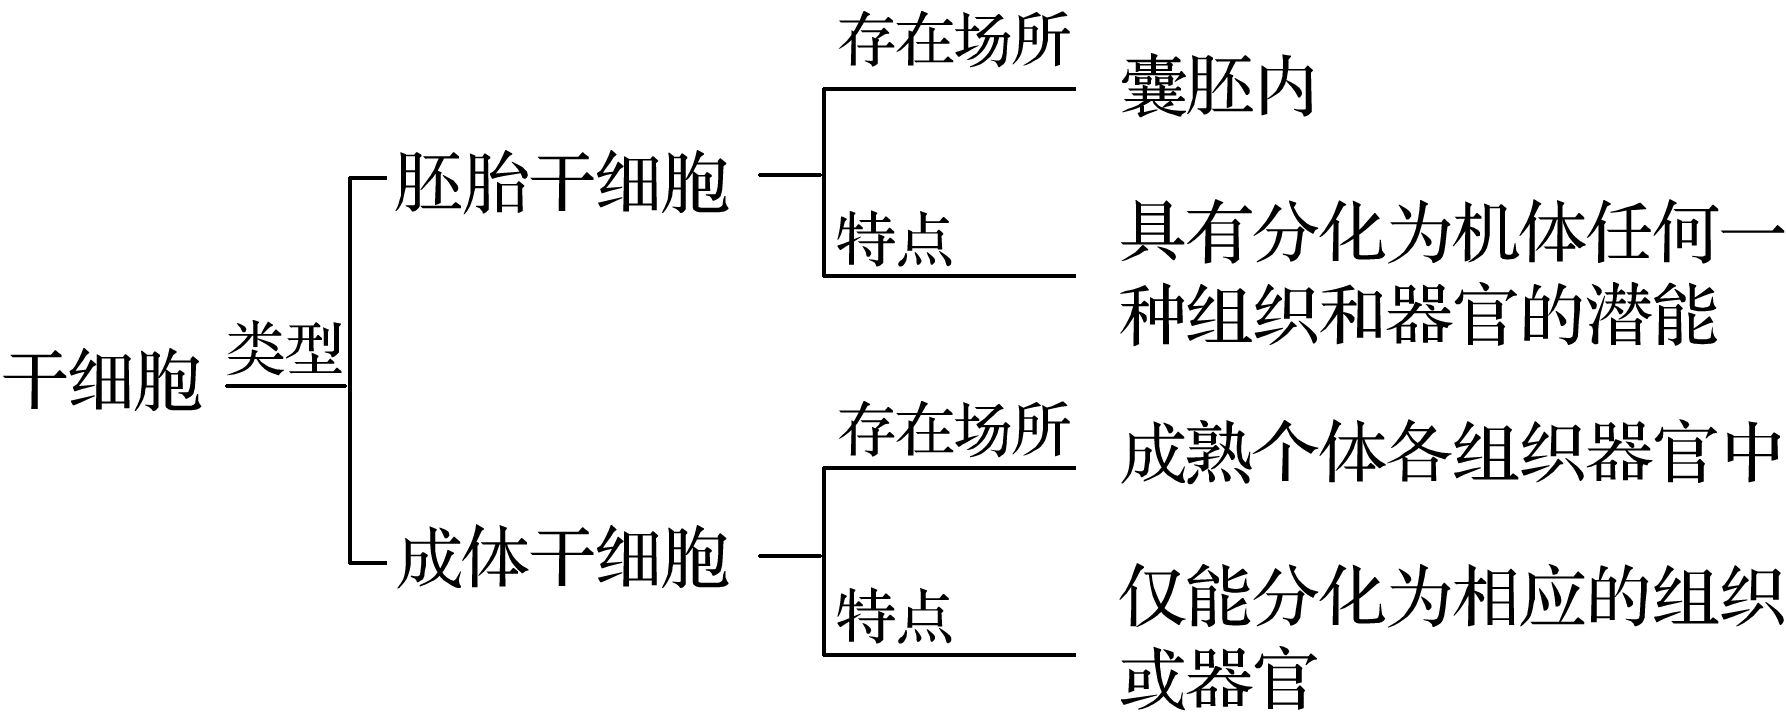 干细胞
类型
胚胎干细胞
存在场所
囊胚内
特点
具有分化为机体任何一
种组织和器官的潜能
成体干细胞
存在场所
成熟个体各组织器官中
特点
仅能分化为相应的组织
或器官